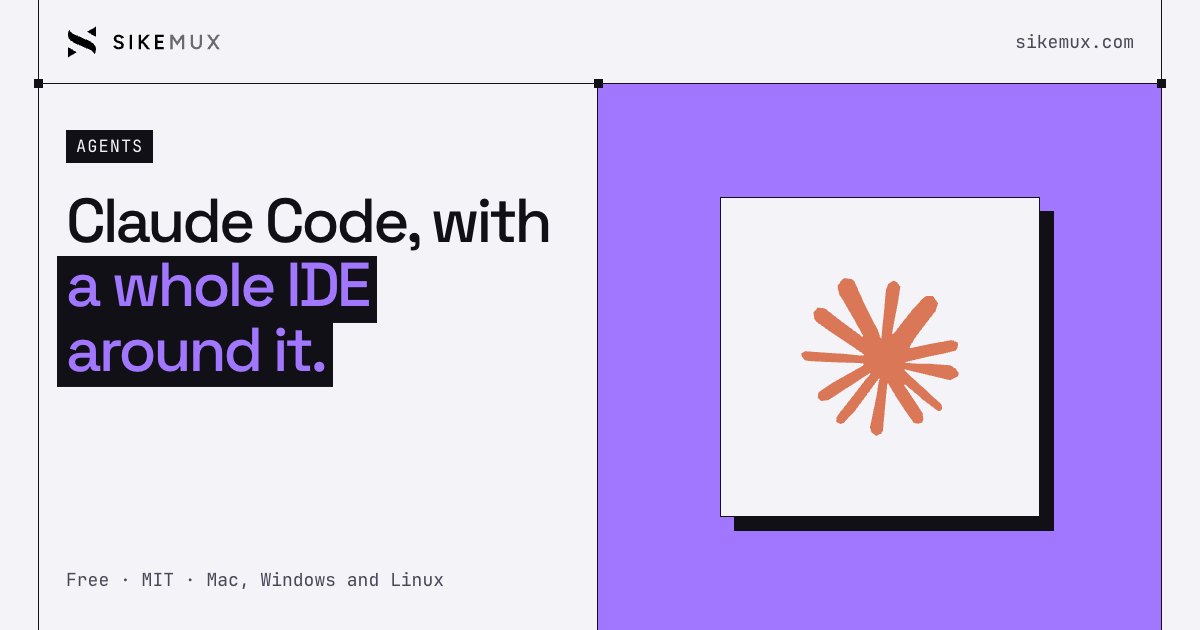 SIKEMUX
sikemux.com
AGENTS
Claude Code, with
a whole IDE
around it.
Free · MIT · Mac, Windows and Linux